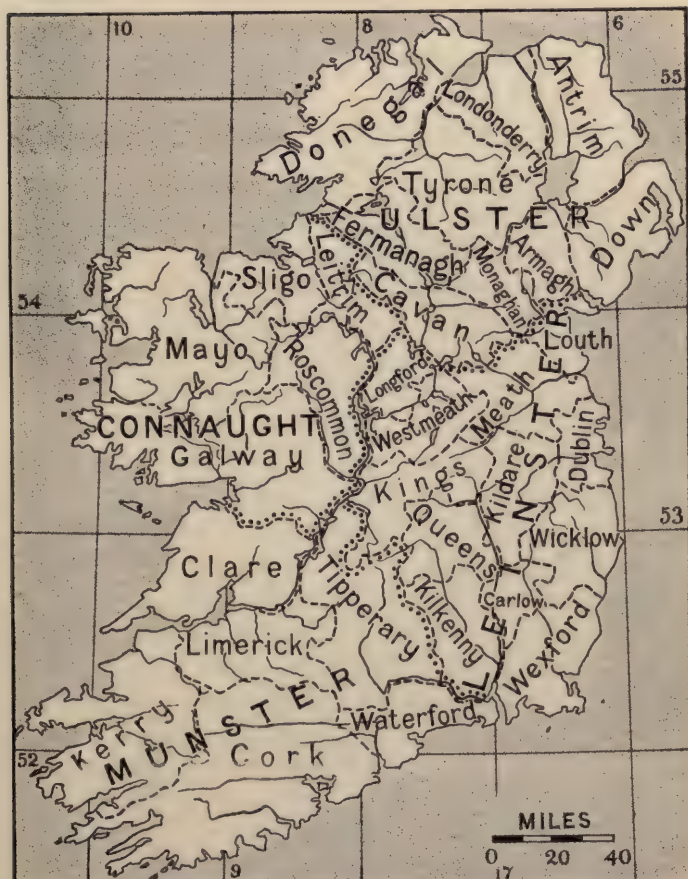 10
8
6
55
Antrim
Londonderry
Donegal
Tyrone
ULSTER
Down
Fermanagh
Armagh
Monaghan
Leitrim
Sligo
Cavan
54
Louth
Mayo
Roscommon
Longford
Meath
Westmeath
CONNAUGHT
Galway
Dublin
Kildare
Kings
LEINSTER
Queens
53
Wicklow
Clare
Tipperary
Carlow
Kilkenny
Wexford
Limerick
Waterford
Kerry
MUNSTER
52
Cork
MILES
0 20 40
9
17